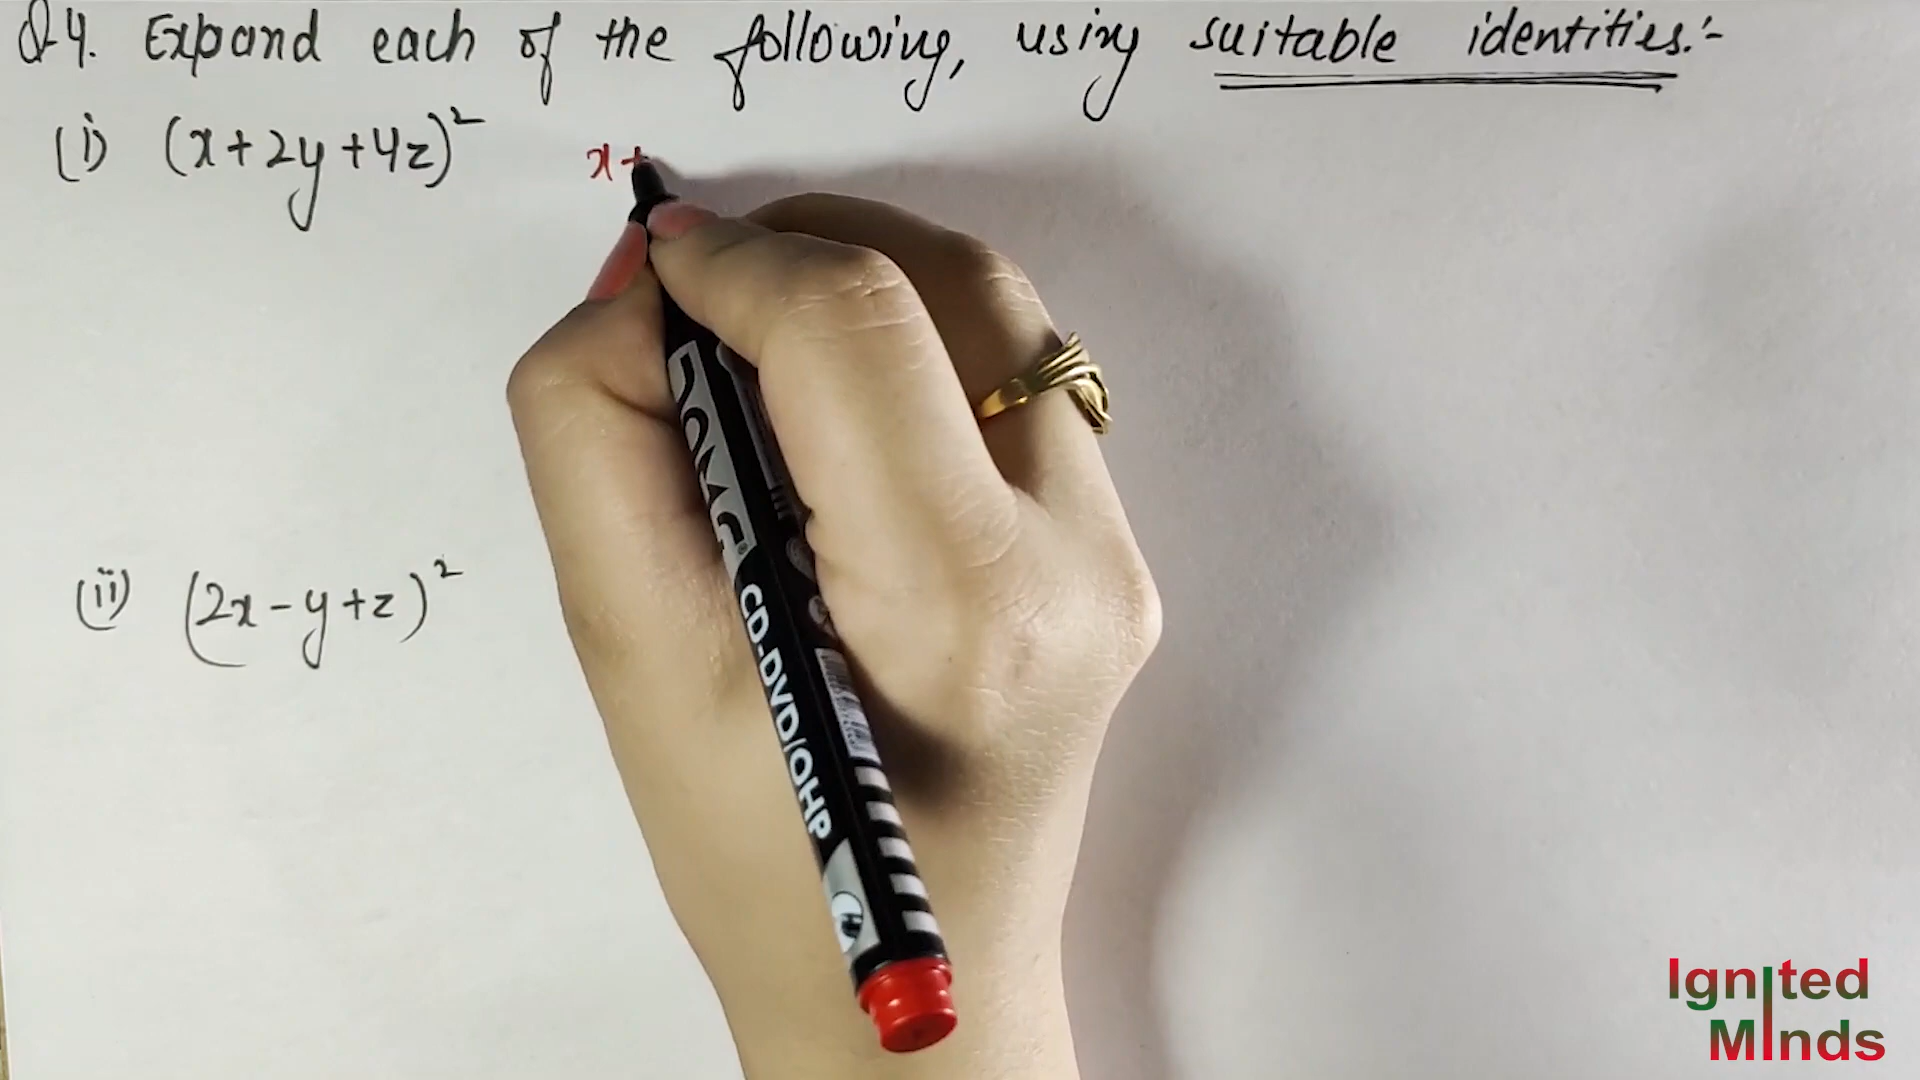 Q4. Expand each of the following, using suitable identities:-
(i) (x+2y+4z)² x+
(ii) (2x-y+z)²
CD-DVD/OHP
Ignited
Minds